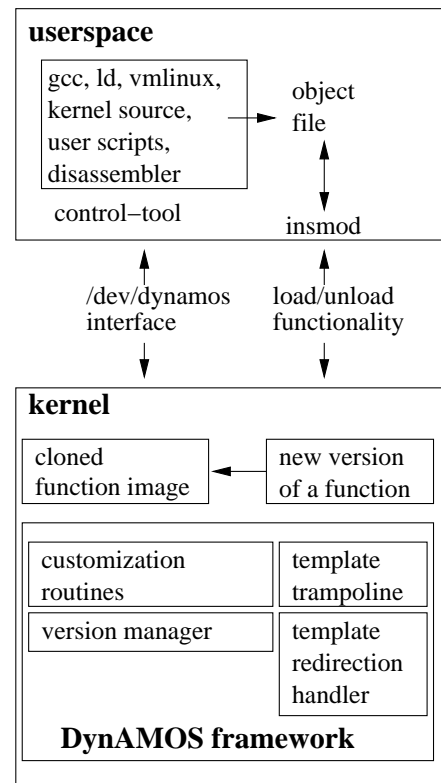 userspace
gcc, ld, vmlinux,
kernel source,
user scripts,
disassembler
object
file
control−tool
insmod
/dev/dynamos
interface
load/unload
functionality
kernel
cloned
function image
new version
of a function
customization
routines
template
trampoline
version manager
template
redirection
handler
DynAMOS framework